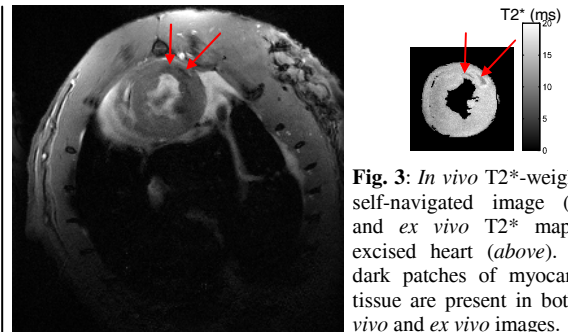 T2* (ms)
20
15
10
5
0
Fig. 3: In vivo T2*-weigh
self-navigated image (
and ex vivo T2* map
excised heart (above).
dark patches of myocar
tissue are present in bot
vivo and ex vivo images.